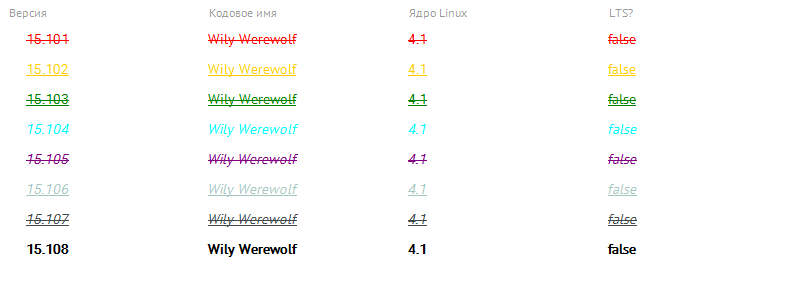 Версия Кодовое имя Ядро Linux LTS?
15.101 Wily Werewolf 4.1 false
15.102 Wily Werewolf 4.1 false
15.103 Wily Werewolf 4.1 false
15.104 Wily Werewolf 4.1 false
15.105 Wily Werewolf 4.1 false
15.106 Wily Werewolf 4.1 false
15.107 Wily Werewolf 4.1 false
15.108 Wily Werewolf 4.1 false